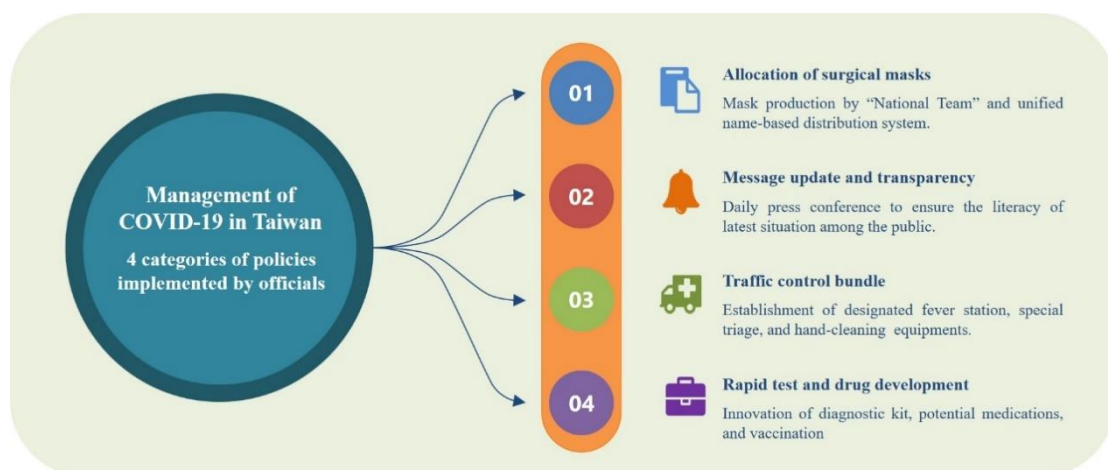 Management of
COVID-19 in Taiwan
4 categories of policies
implemented by officials
01
Allocation of surgical masks
Mask production by “National Team” and unified
name-based distribution system.
02
Message update and transparency
Daily press conference to ensure the literacy of
latest situation among the public.
03
Traffic control bundle
Establishment of designated fever station, special
triage, and hand-cleaning equipments.
04
Rapid test and drug development
Innovation of diagnostic kit, potential medications,
and vaccination